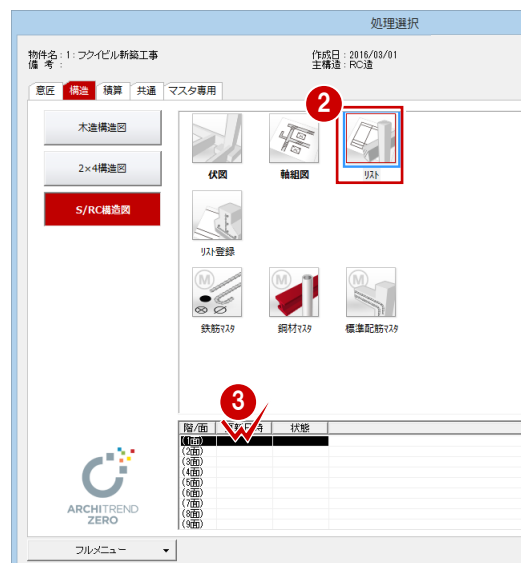 処理選択
物件名：1：フクイビル新築工事
作成日：2016/03/01
備 考：
主構造：RC造
意匠 構造 積算 共通 マスタ専用
2
木造構造図
2×4構造図
S/RC構造図
伏図 軸組図 リスト
リスト登録
M M M
鉄筋マスタ 鋼材マスタ 標準配筋マスタ
3
階/面 更新日時 状態
(1面)
(2面)
(3面)
(4面)
(5面)
(6面)
(7面)
(8面)
(9面)
ARCHITREND
ZERO
フルメニュー